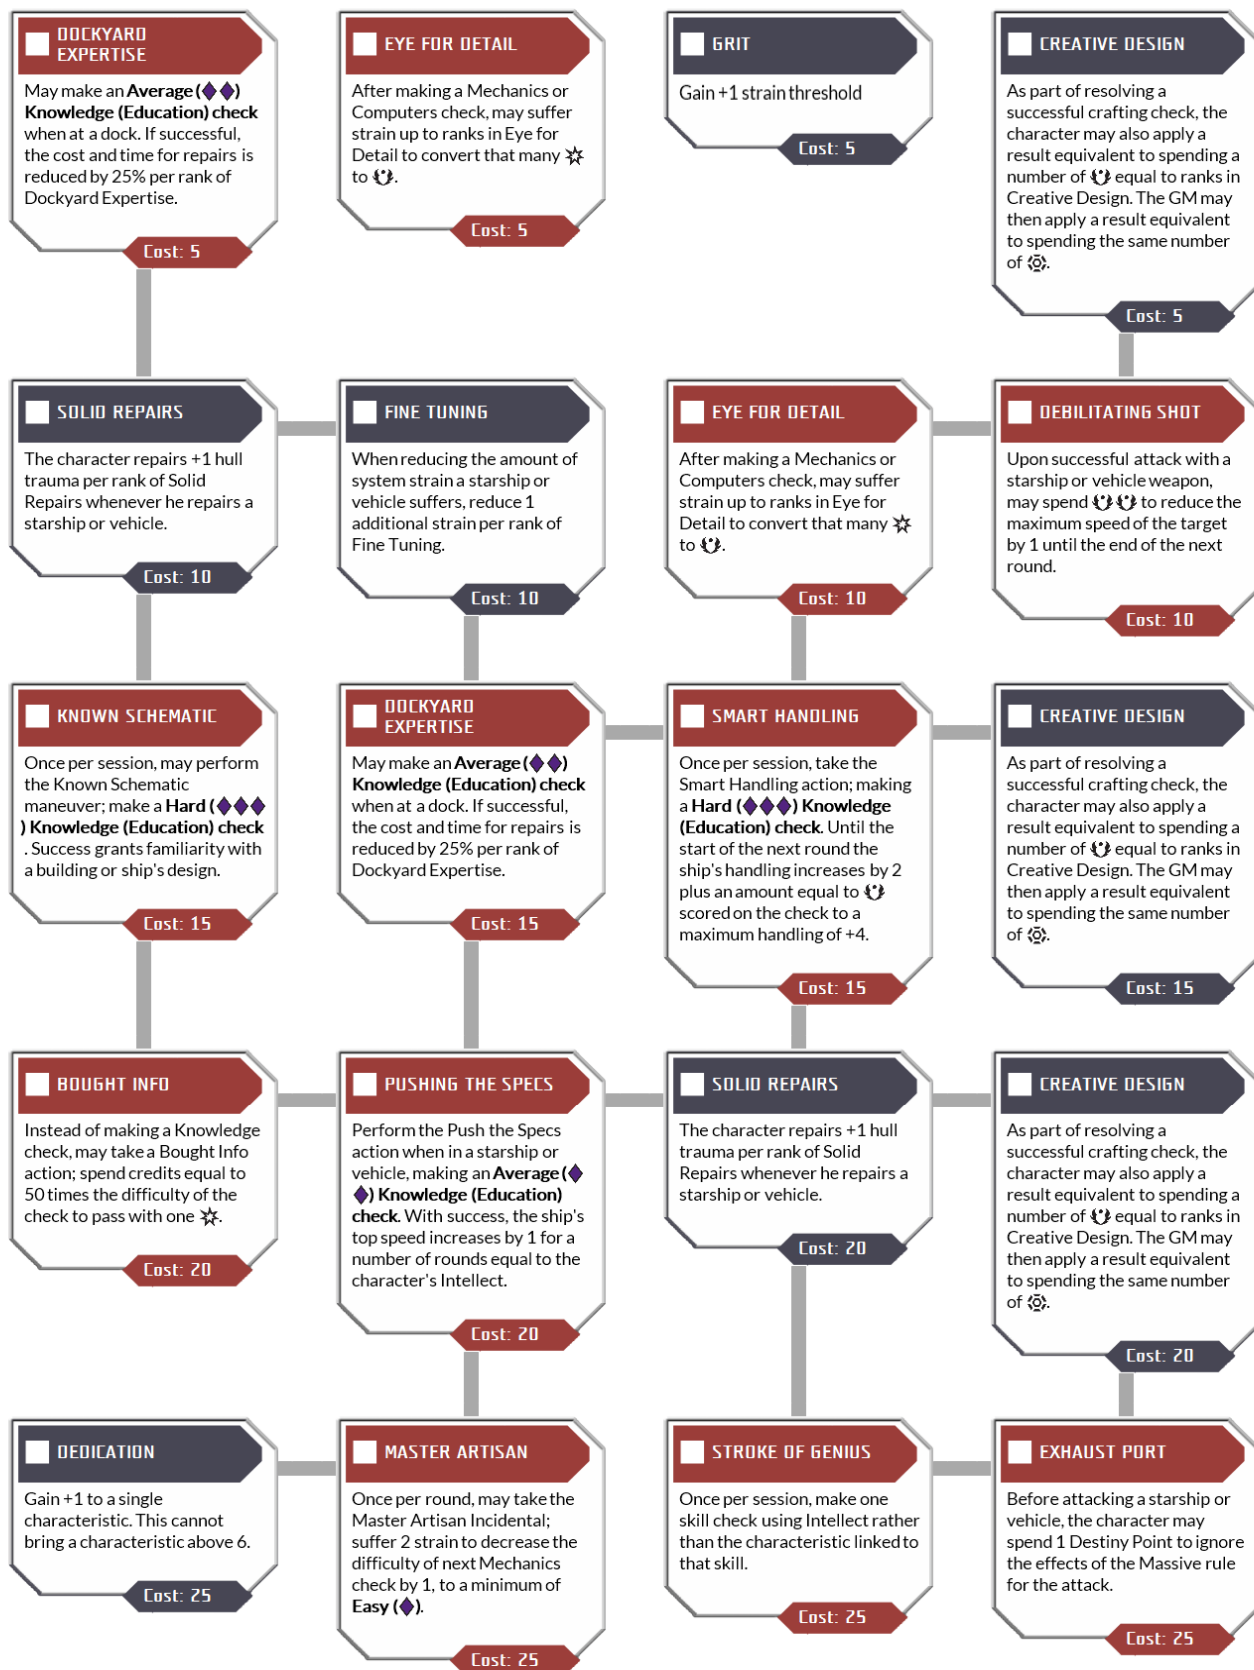 DOCKYARD
EXPERTISE
May make an Average (◆◆)
Knowledge (Education) check
when at a dock. If successful,
the cost and time for repairs is
reduced by 25% per rank of
Dockyard Expertise.
Cost: 5
EYE FOR DETAIL
After making a Mechanics or
Computers check, may suffer
strain up to ranks in Eye for
Detail to convert that many
to .
Cost: 5
GRIT
Gain +1 strain threshold
Cost: 5
CREATIVE DESIGN
As part of resolving a
successful crafting check, the
character may also apply a
result equivalent to spending a
number of equal to ranks in
Creative Design. The GM may
then apply a result equivalent
to spending the same number
of .
Cost: 5
SOLID REPAIRS
The character repairs +1 hull
trauma per rank of Solid
Repairs whenever he repairs a
starship or vehicle.
Cost: 10
FINE TUNING
When reducing the amount of
system strain a starship or
vehicle suffers, reduce 1
additional strain per rank of
Fine Tuning.
Cost: 10
EYE FOR DETAIL
After making a Mechanics or
Computers check, may suffer
strain up to ranks in Eye for
Detail to convert that many
to .
Cost: 10
DEBILITATING SHOT
Upon successful attack with a
starship or vehicle weapon,
may spend to reduce the
maximum speed of the target
by 1 until the end of the next
round.
Cost: 10
KNOWN SCHEMATIC
Once per session, may perform
the Known Schematic
maneuver; make a Hard (◆◆◆
) Knowledge (Education) check
. Success grants familiarity with
a building or ship's design.
Cost: 15
DOCKYARD
EXPERTISE
May make an Average (◆◆)
Knowledge (Education) check
when at a dock. If successful,
the cost and time for repairs is
reduced by 25% per rank of
Dockyard Expertise.
Cost: 15
SMART HANDLING
Once per session, take the
Smart Handling action; making
a Hard (◆◆◆) Knowledge
(Education) check. Until the
start of the next round the
ship's handling increases by 2
plus an amount equal to
scored on the check to a
maximum handling of +4.
Cost: 15
CREATIVE DESIGN
As part of resolving a
successful crafting check, the
character may also apply a
result equivalent to spending a
number of equal to ranks in
Creative Design. The GM may
then apply a result equivalent
to spending the same number
of .
Cost: 15
BOUGHT INFO
Instead of making a Knowledge
check, may take a Bought Info
action; spend credits equal to
50 times the difficulty of the
check to pass with one .
Cost: 20
PUSHING THE SPECS
Perform the Push the Specs
action when in a starship or
vehicle, making an Average (◆
◆) Knowledge (Education)
check. With success, the ship's
top speed increases by 1 for a
number of rounds equal to the
character's Intellect.
Cost: 20
SOLID REPAIRS
The character repairs +1 hull
trauma per rank of Solid
Repairs whenever he repairs a
starship or vehicle.
Cost: 20
CREATIVE DESIGN
As part of resolving a
successful crafting check, the
character may also apply a
result equivalent to spending a
number of equal to ranks in
Creative Design. The GM may
then apply a result equivalent
to spending the same number
of .
Cost: 20
DEDICATION
Gain +1 to a single
characteristic. This cannot
bring a characteristic above 6.
Cost: 25
MASTER ARTISAN
Once per round, may take the
Master Artisan Incidental;
suffer 2 strain to decrease the
difficulty of next Mechanics
check by 1, to a minimum of
Easy (◆).
Cost: 25
STROKE OF GENIUS
Once per session, make one
skill check using Intellect rather
than the characteristic linked to
that skill.
Cost: 25
EXHAUST PORT
Before attacking a starship or
vehicle, the character may
spend 1 Destiny Point to ignore
the effects of the Massive rule
for the attack.
Cost: 25